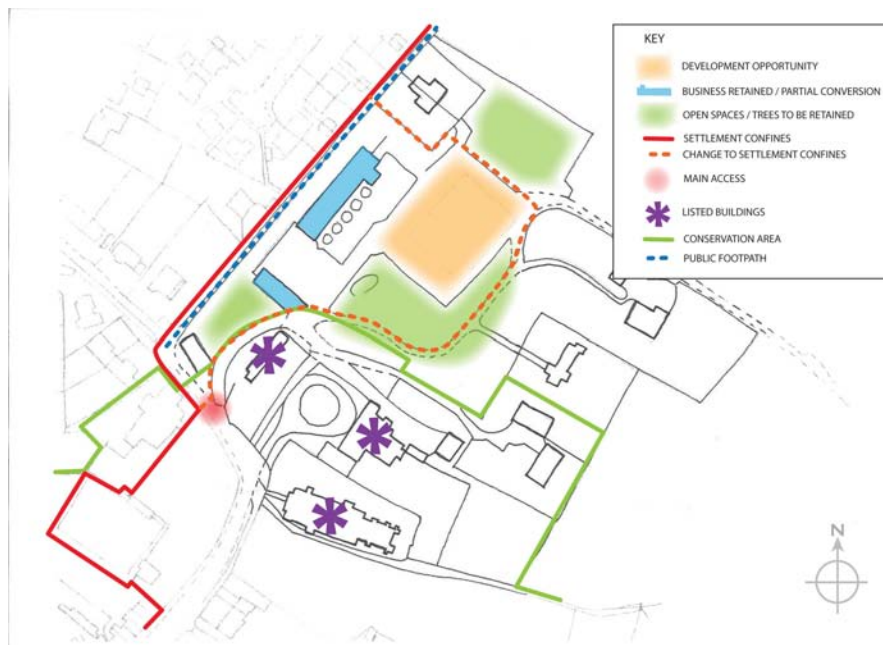 KEY
DEVELOPMENT OPPORTUNITY
BUSINESS RETAINED / PARTIAL CONVERSION
OPEN SPACES / TREES TO BE RETAINED
SETTLEMENT CONFINES
CHANGE TO SETTLEMENT CONFINES
MAIN ACCESS
LISTED BUILDINGS
CONSERVATION AREA
PUBLIC FOOTPATH
N